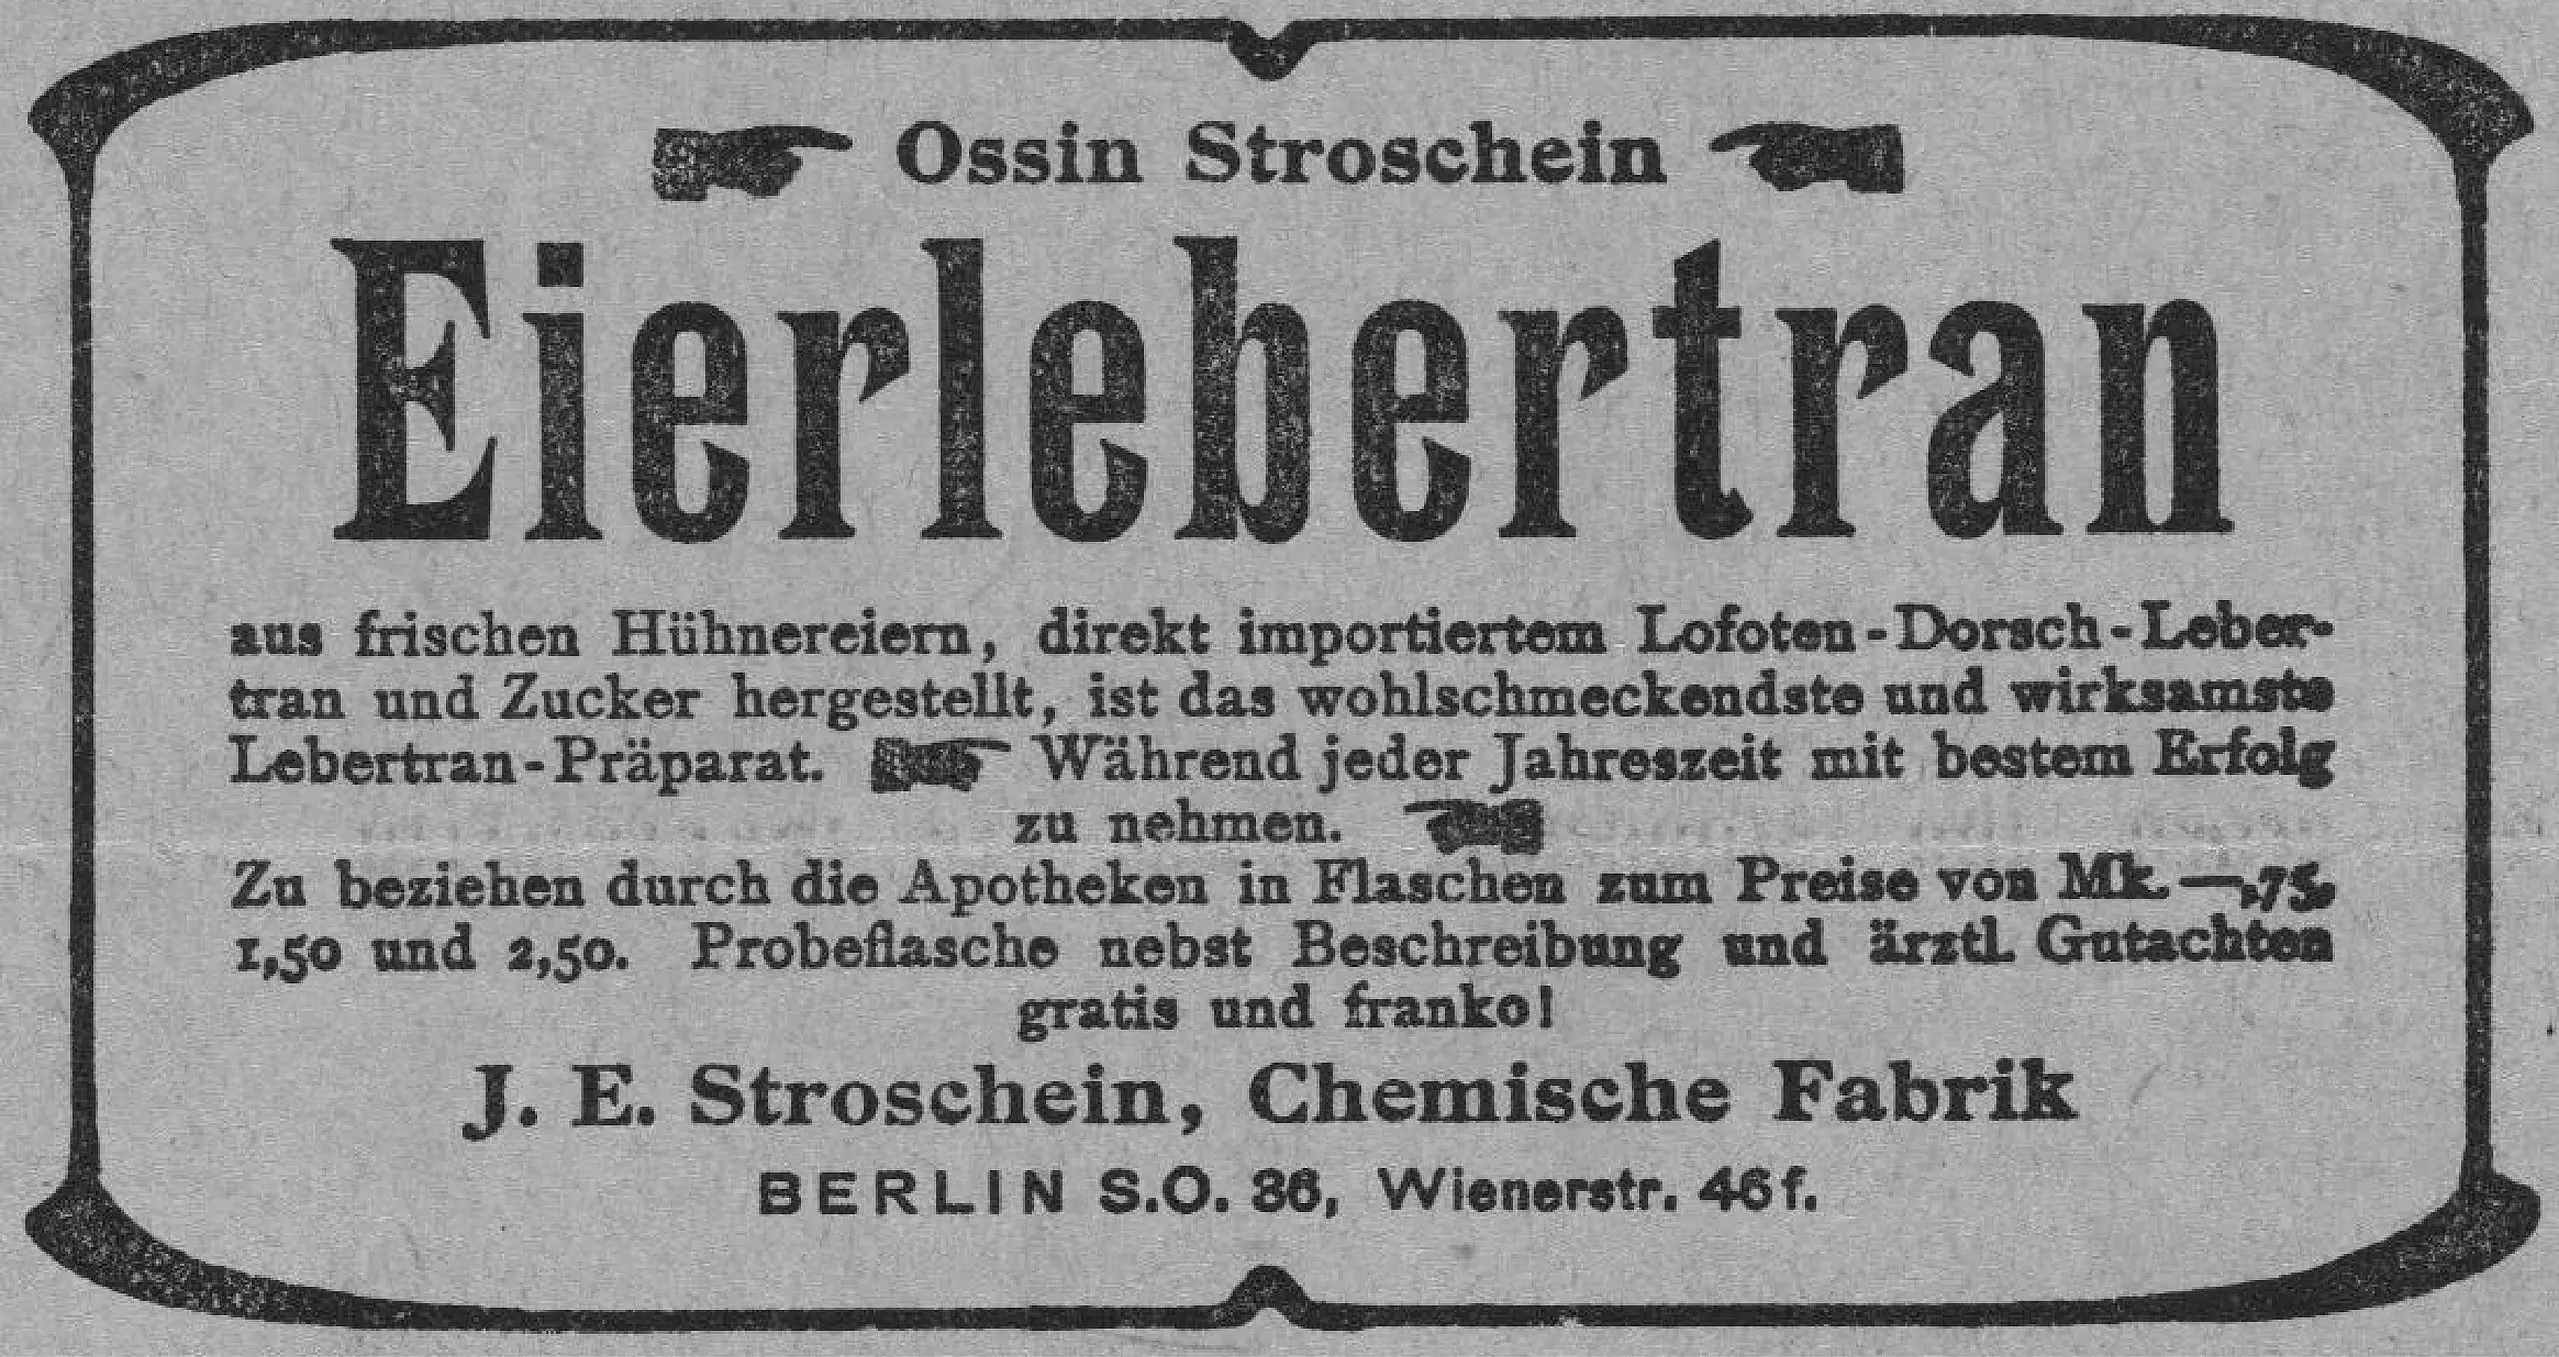 Ossin Stroschein
Eierlebertran
aus frischen Hühnereiern, direkt importiertem Lofoten-Dorsch-Leber-
tran und Zucker hergestellt, ist das wohlschmeckendste und wirksamste
Lebertran-Präparat. Während jeder Jahreszeit mit bestem Erfolg
zu nehmen.
Zu beziehen durch die Apotheken in Flaschen zum Preise von Mk. —,75,
1,50 und 2,50. Probeflasche nebst Beschreibung und ärztl. Gutachten
gratis und franko!
J. E. Stroschein, Chemische Fabrik
BERLIN S.O. 36, Wienerstr. 46 f.